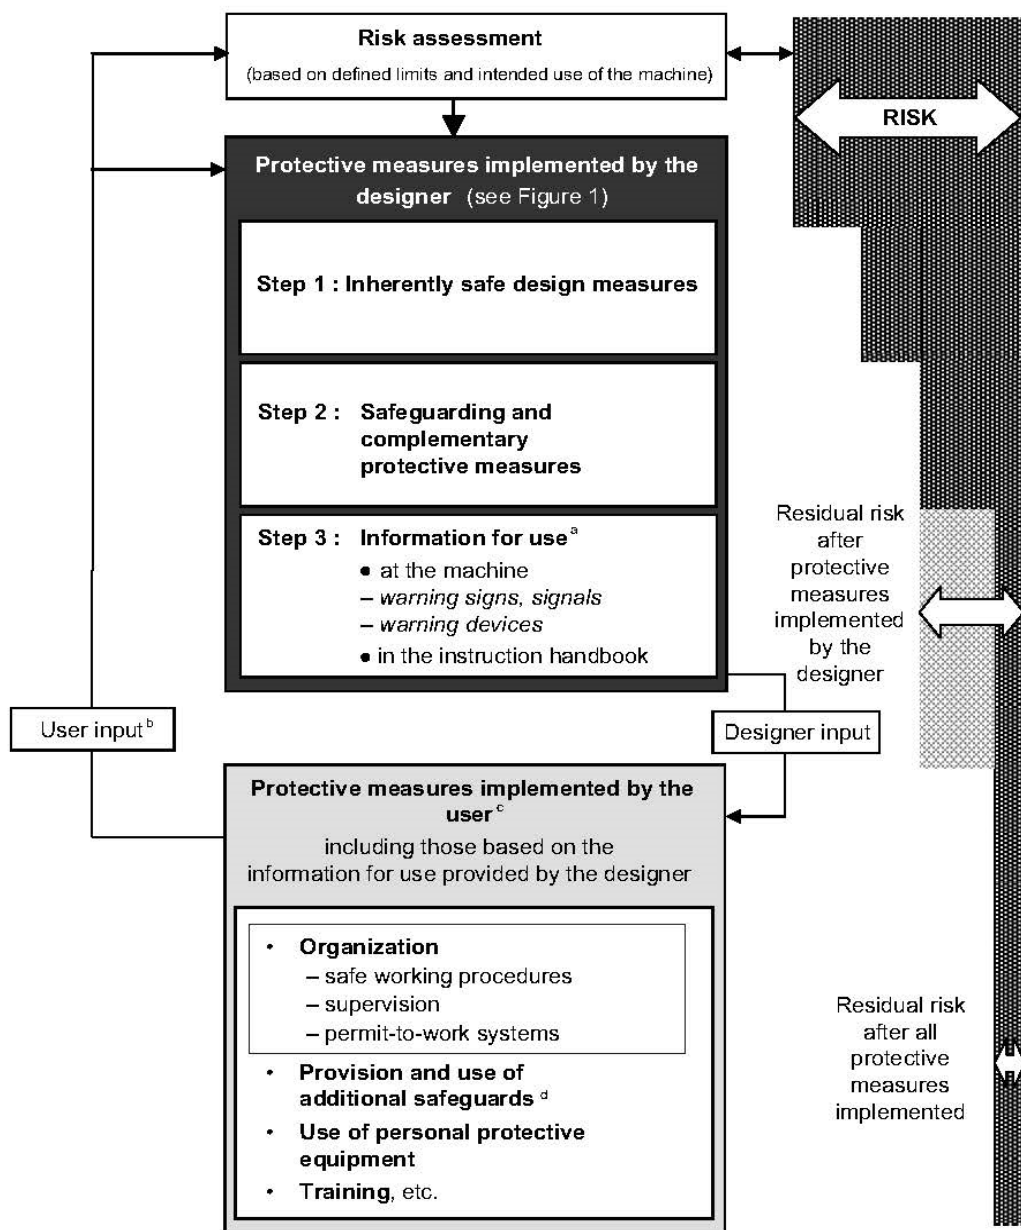 Risk assessment
(based on defined limits and intended use of the machine)
RISK
Protective measures implemented by the
designer (see Figure 1)
Step 1 : Inherently safe design measures
Step 2 : Safeguarding and
complementary
protective measures
Step 3 : Information for use a
• at the machine
– warning signs, signals
– warning devices
• in the instruction handbook
Residual risk
after
protective
measures
implemented
by the
designer
User input b
Designer input
Protective measures implemented by the
user c
including those based on the
information for use provided by the designer
• Organization
– safe working procedures
– supervision
– permit-to-work systems
• Provision and use of
additional safeguards d
• Use of personal protective
equipment
• Training, etc.
Residual risk
after all
protective
measures
implemented